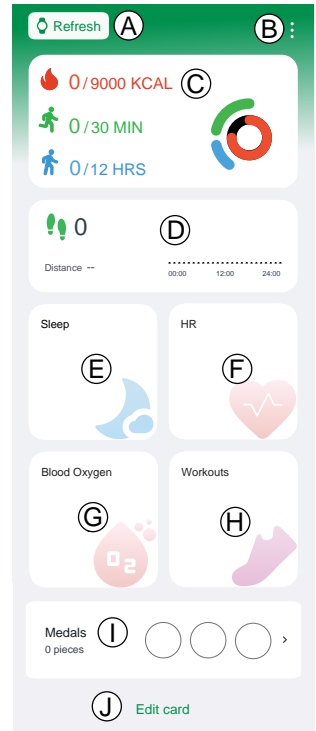 Refresh A B
0/9000 KCAL C
0/30 MIN
0/12 HRS
0 D
Distance --
00:00 12:00 24:00
Sleep HR
E F
Blood Oxygen Workouts
G H
O2
Medals I
0 pieces
>
J Edit card